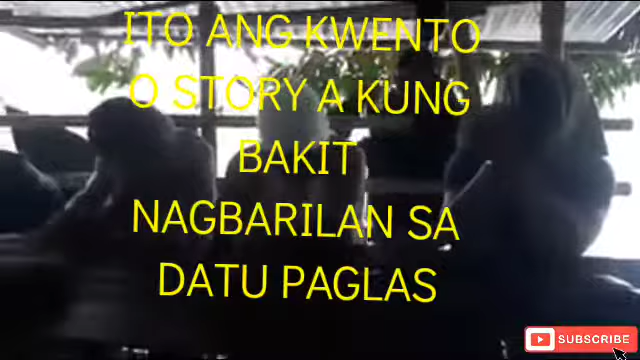 ITO ANG KWENTO
O STORY A KUNG
BAKIT
NAGBARILAN SA
DATU PAGLAS
SUBSCRIBE